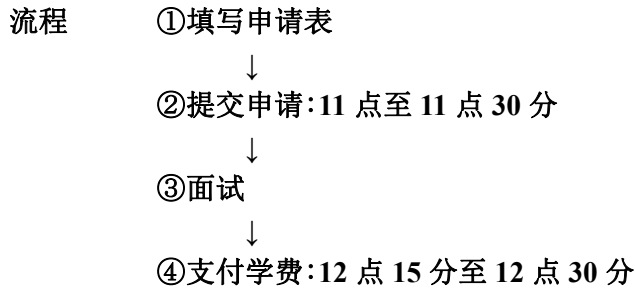 流程 ①填写申请表
↓
②提交申请:11 点至 11 点 30 分
↓
③面试
↓
④支付学费:12 点 15 分至 12 点 30 分